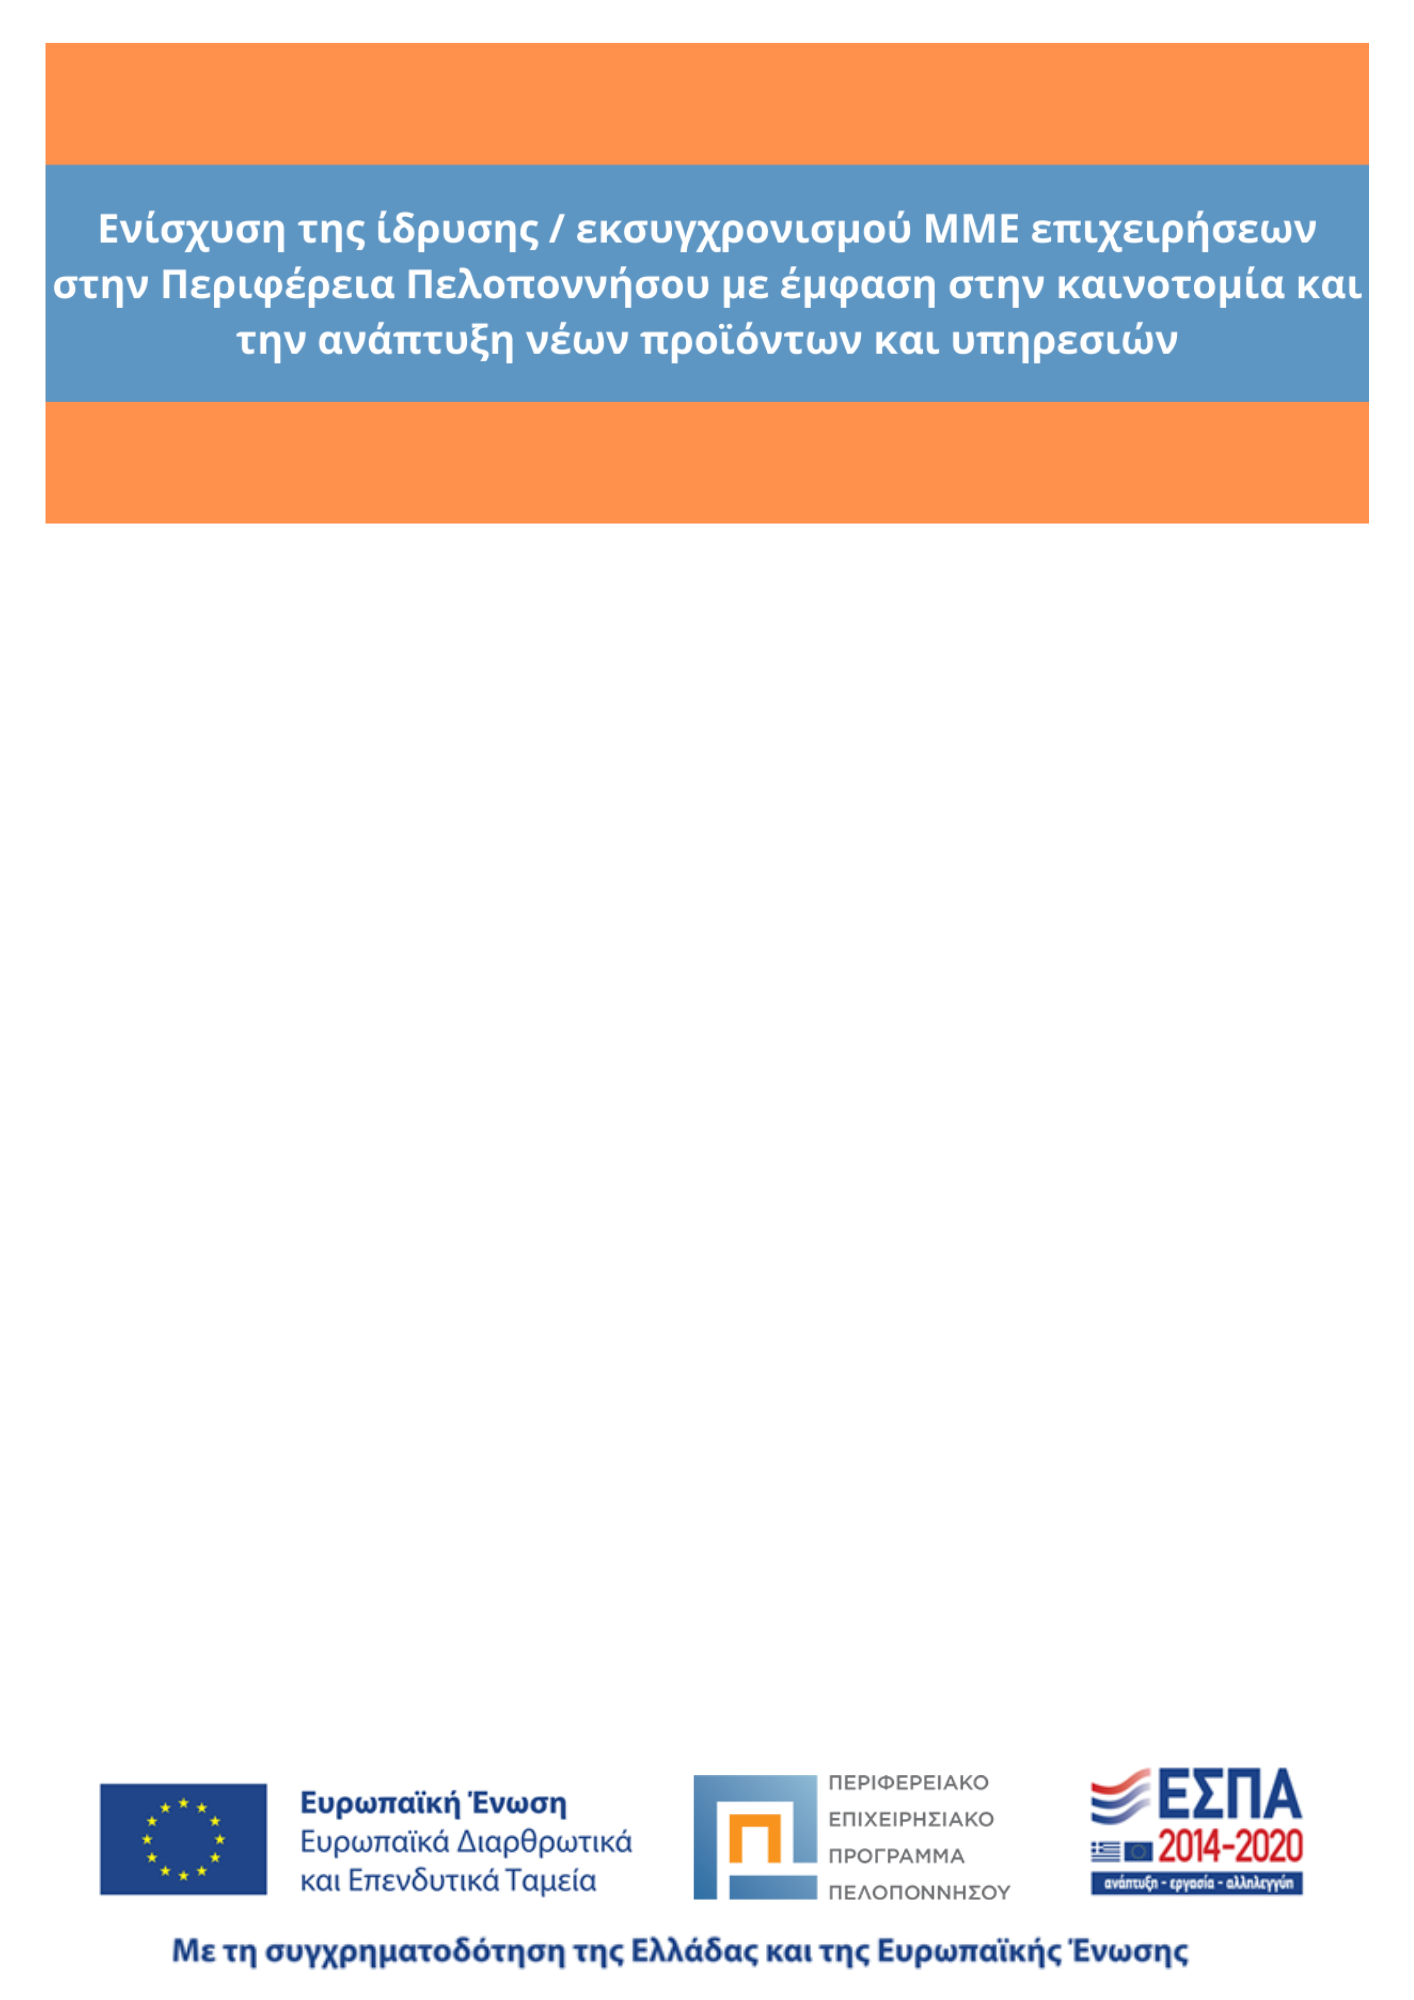 Ενίσχυση της ίδρυσης / εκσυγχρονισμού ΜΜΕ επιχειρήσεων
στην Περιφέρεια Πελοποννήσου με έμφαση στην καινοτομία και
την ανάπτυξη νέων προϊόντων και υπηρεσιών
Ευρωπαϊκή Ένωση
Ευρωπαϊκά Διαρθρωτικά
και Επενδυτικά Ταμεία
ΠΕΡΙΦΕΡΕΙΑΚΟ
ΕΠΙΧΕΙΡΗΣΙΑΚΟ
ΠΡΟΓΡΑΜΜΑ
ΠΕΛΟΠΟΝΝΗΣΟΥ
ΕΣΠΑ
2014-2020
ανάπτυξη - εργασία - αλληλεγγύη
Με τη συγχρηματοδότηση της Ελλάδας και της Ευρωπαϊκής Ένωσης